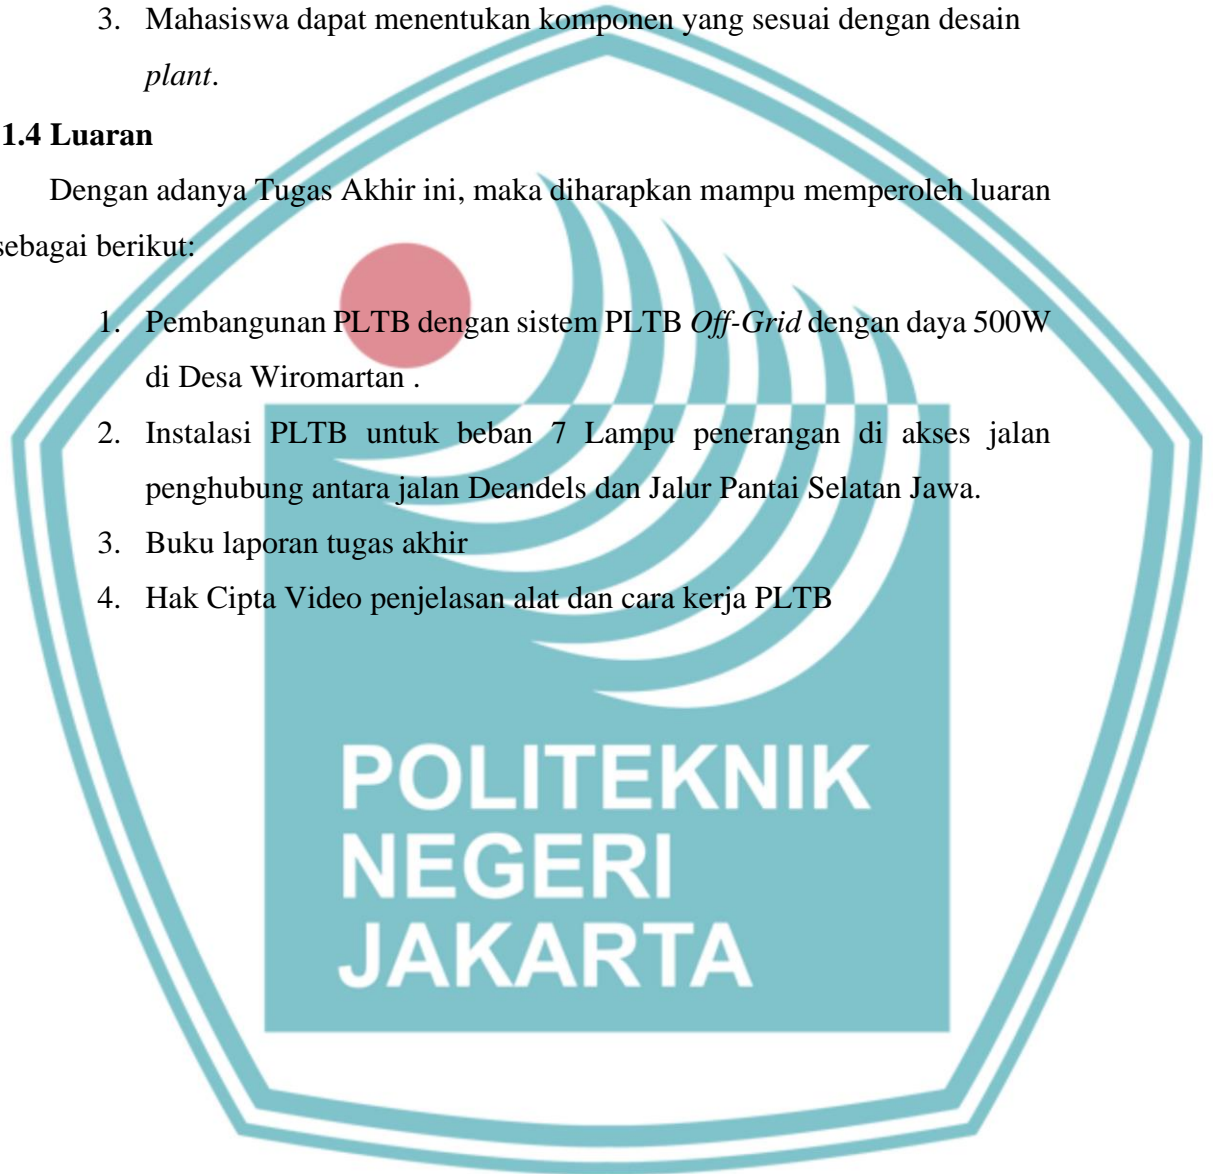 3. Mahasiswa dapat menentukan komponen yang sesuai dengan desain
plant.
1.4 Luaran
Dengan adanya Tugas Akhir ini, maka diharapkan mampu memperoleh luaran
sebagai berikut:
1. Pembangunan PLTB dengan sistem PLTB Off-Grid dengan daya 500W
di Desa Wiromartan .
2. Instalasi PLTB untuk beban 7 Lampu penerangan di akses jalan
penghubung antara jalan Deandels dan Jalur Pantai Selatan Jawa.
3. Buku laporan tugas akhir
4. Hak Cipta Video penjelasan alat dan cara kerja PLTB
POLITEKNIK
NEGERI
JAKARTA